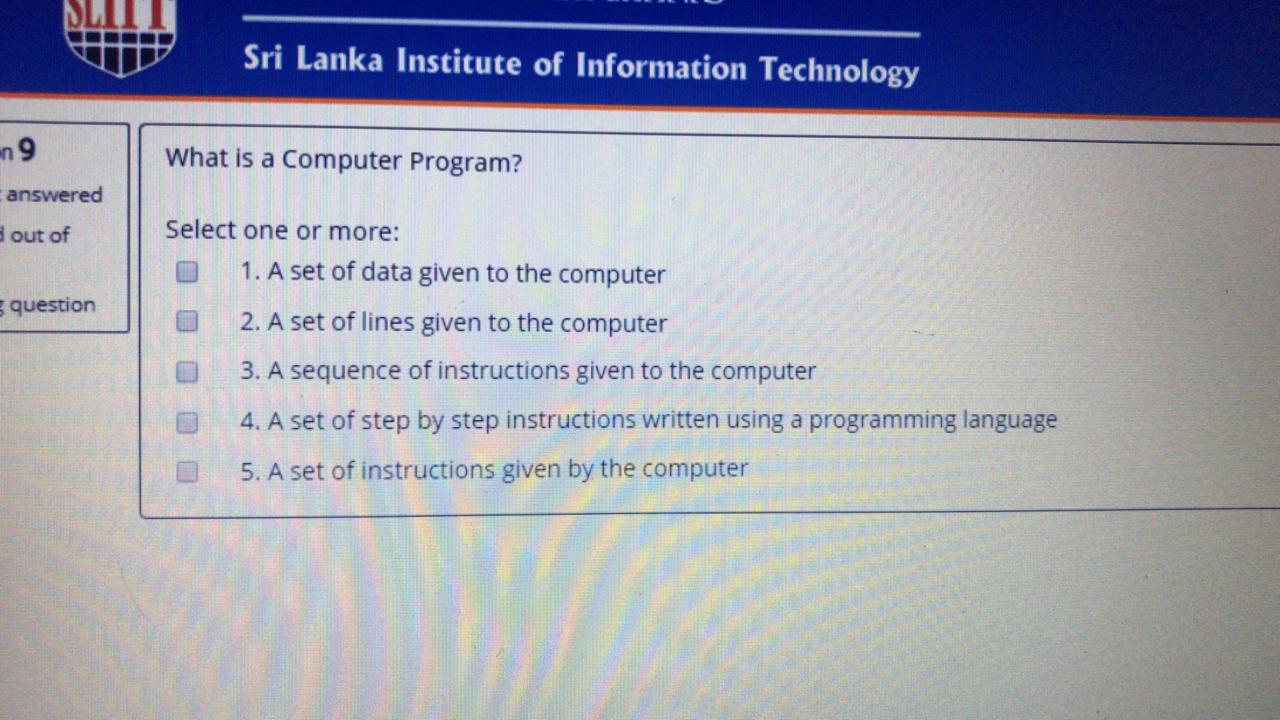 SLIIT
Sri Lanka Institute of Information Technology
n 9
answered
out of
question
What is a Computer Program?
Select one or more:
1. A set of data given to the computer
2. A set of lines given to the computer
3. A sequence of instructions given to the computer
4. A set of step by step instructions written using a programming language
5. A set of instructions given by the computer